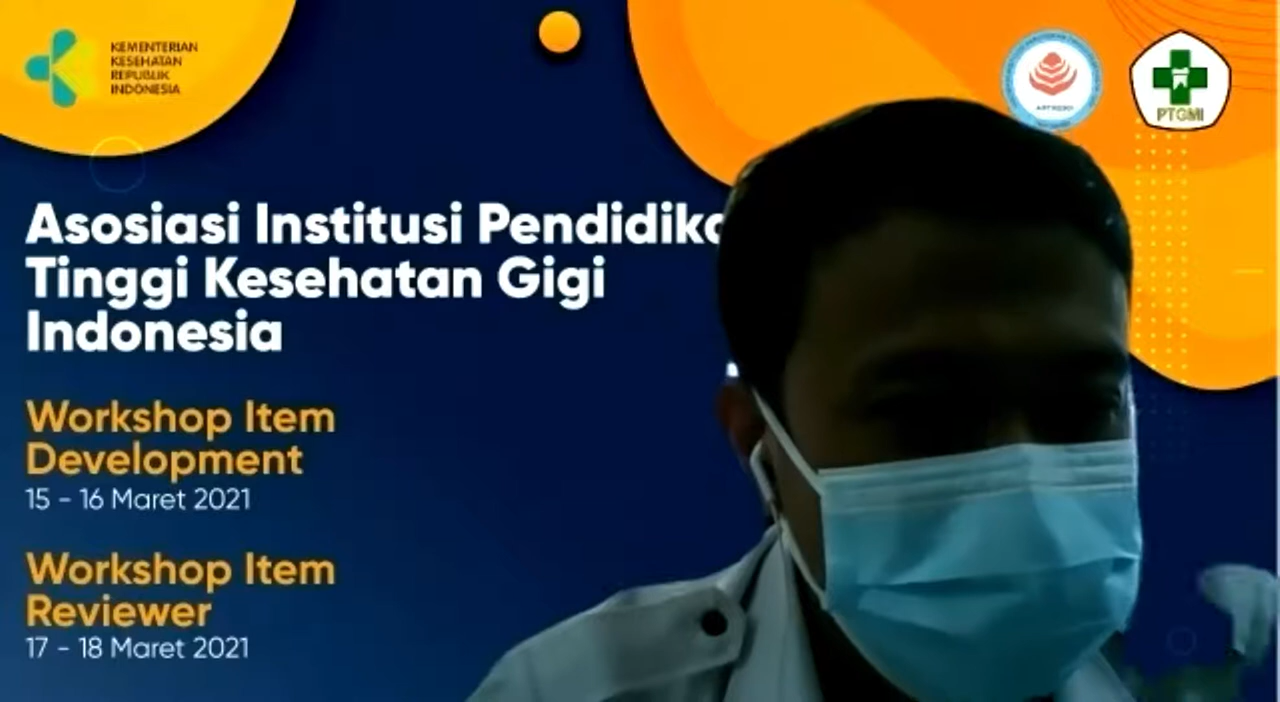 KEMENTERIAN
KESEHATAN
REPUBLIK
INDONESIA
PTGMI
Asosiasi Institusi Pendidika
Tinggi Kesehatan Gigi
Indonesia
Workshop Item
Development
15 - 16 Maret 2021
Workshop Item
Reviewer
17 - 18 Maret 2021